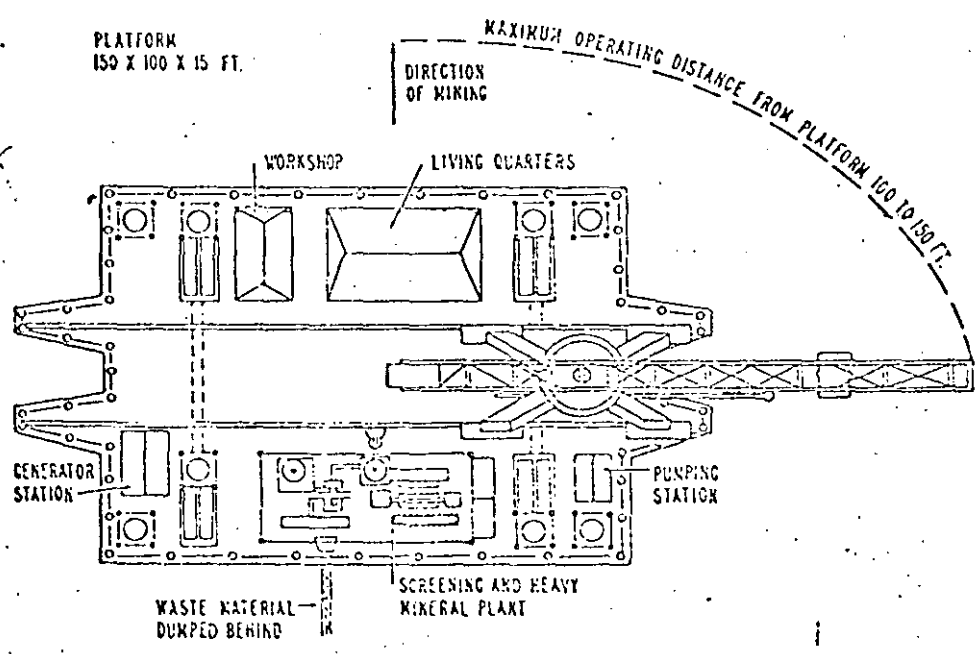 PLATFORM
150 X 100 X 15 FT.
MAXIMUM OPERATING DISTANCE FROM PLATFORM 100 TO 150 FT.
DIRECTION
OF MINING
WORKSHOP
LIVING QUARTERS
GENERATOR
STATION
PUMPING
STATION
WASTE MATERIAL
DUMPED BEHIND
SCREENING AND HEAVY
MINERAL PLANT